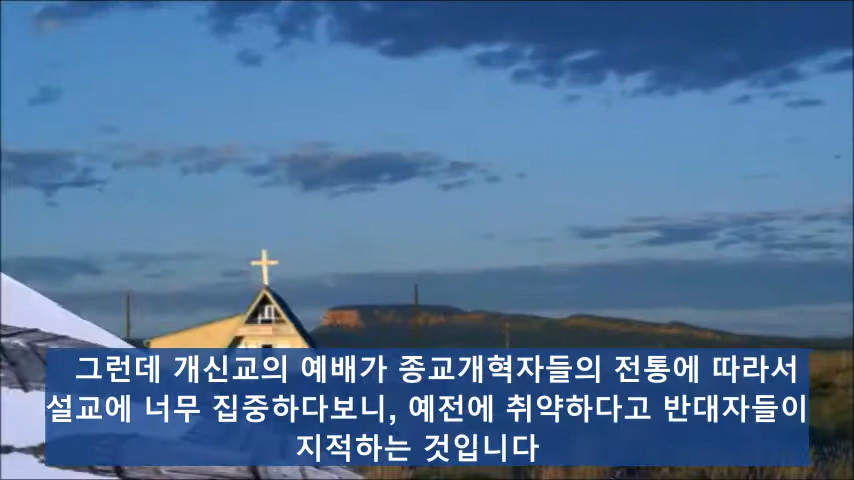 그런데 개신교의 예배가 종교개혁자들의 전통에 따라서
설교에 너무 집중하다보니, 예전에 취약하다고 반대자들이
지적하는 것입니다